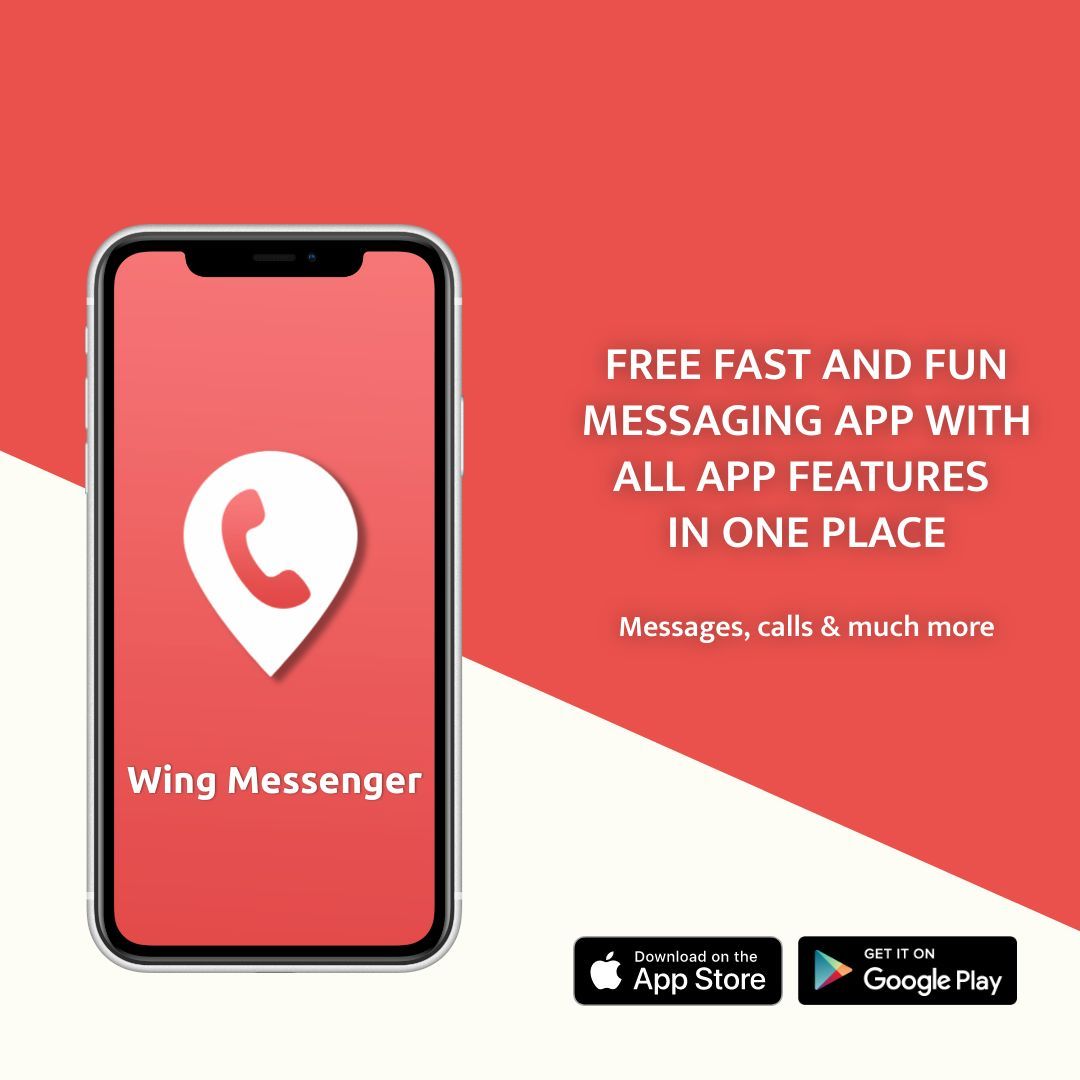 FREE FAST AND FUN
MESSAGING APP WITH
ALL APP FEATURES
IN ONE PLACE
Messages, calls & much more
Wing Messenger
Download on the
App Store
GET IT ON
Google Play